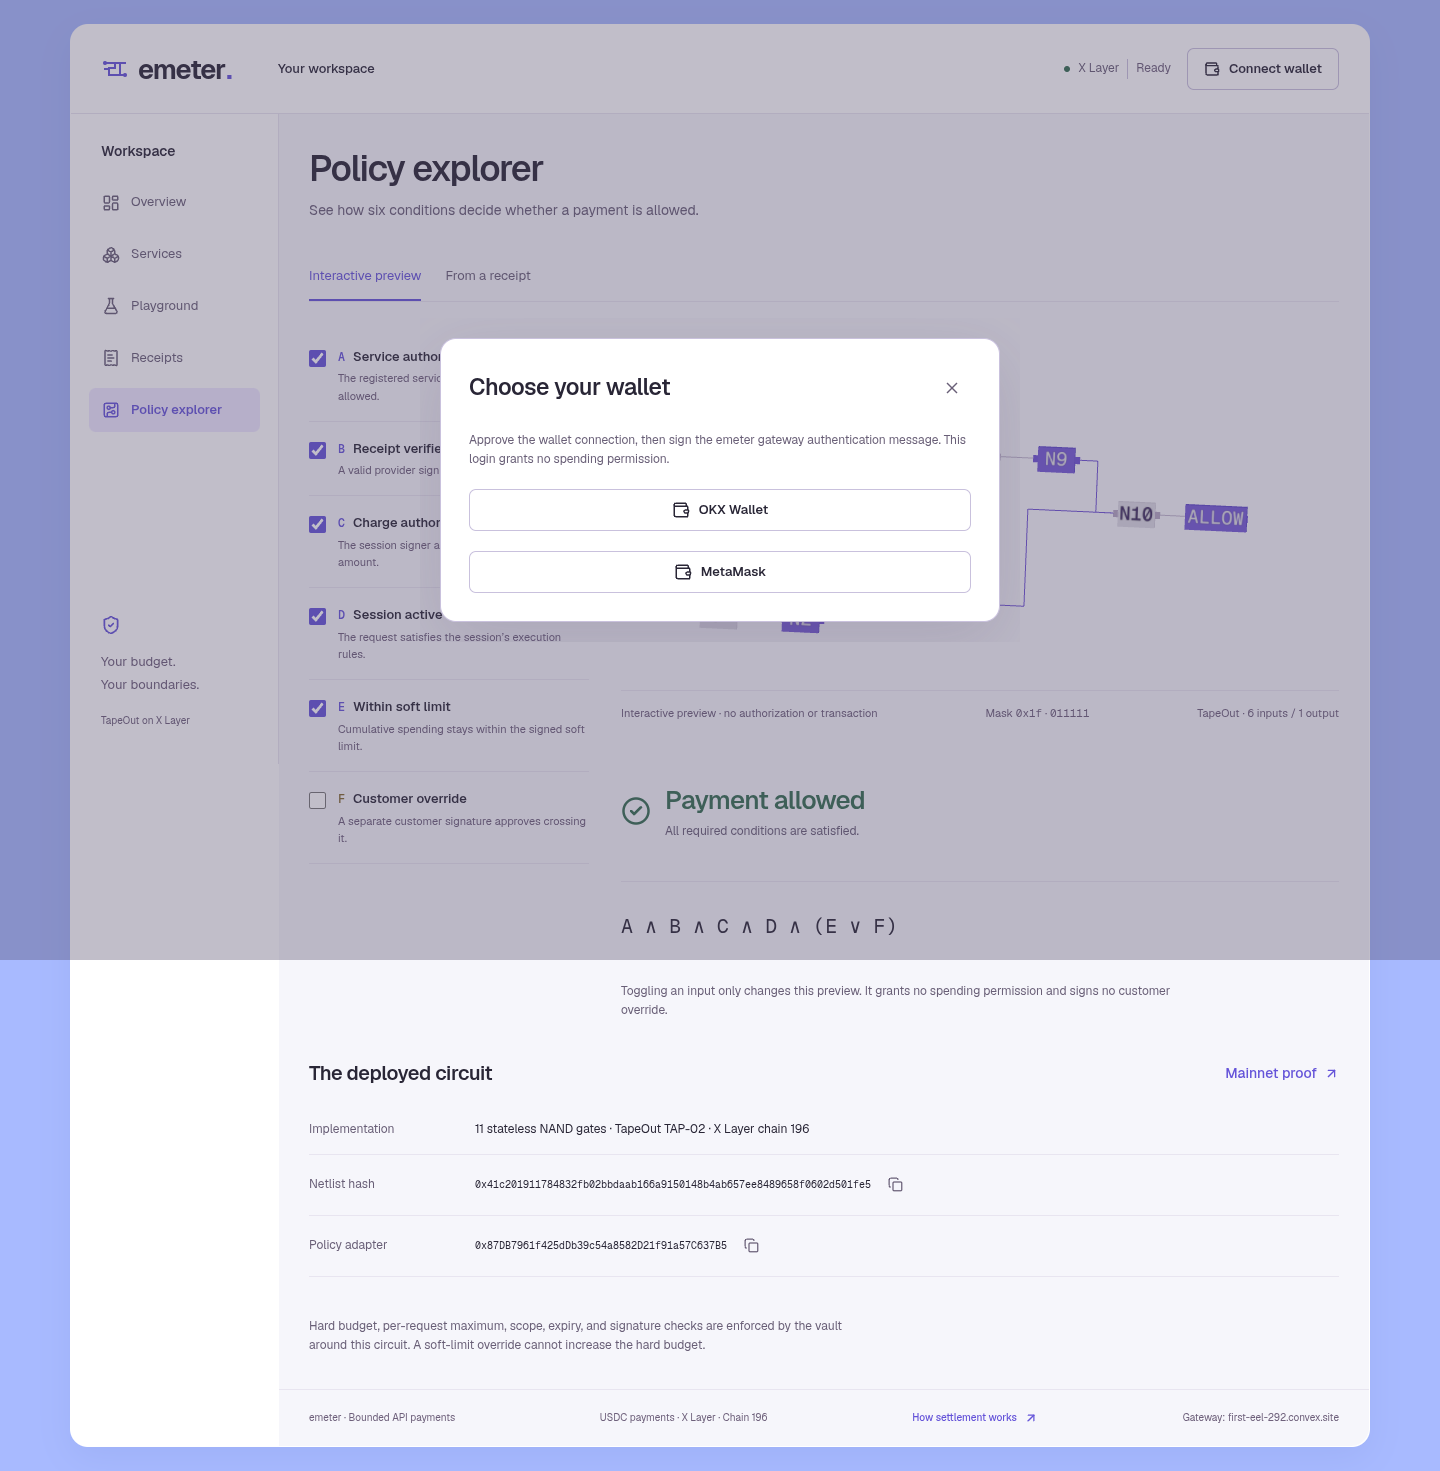 emeter.
Your workspace
X Layer
Ready
Connect wallet
Workspace
Overview
Services
Playground
Receipts
Policy explorer
Your budget.
Your boundaries.
TapeOut on X Layer
Policy explorer
See how six conditions decide whether a payment is allowed.
Interactive preview
From a receipt
A Service
The registered
allowed.
B Receipt
A valid provider
C Charge
The session signer
amount.
D Session active
The request satisfies the session's execution
rules.
E Within soft limit
Cumulative spending stays within the signed soft
limit.
F Customer override
A separate customer signature approves crossing
it.
Choose your wallet
Approve the wallet connection, then sign the emeter gateway authentication message. This
login grants no spending permission.
OKX Wallet
MetaMask
N9
N10
ALLOW
Interactive preview · no authorization or transaction
Mask 0x1f · 011111
TapeOut · 6 inputs / 1 output
Payment allowed
All required conditions are satisfied.
A ∧ B ∧ C ∧ D ∧ (E ∨ F)
Toggling an input only changes this preview. It grants no spending permission and signs no customer
override.
The deployed circuit
Mainnet proof
Implementation
11 stateless NAND gates · TapeOut TAP-02 · X Layer chain 196
Netlist hash
0x41c201911784832fb02bbdaab166a9150148b4ab657ee8489658f0602d501fe5
Policy adapter
0x87DB7961f425dDb39c54a8582D21f91a57C637B5
Hard budget, per-request maximum, scope, expiry, and signature checks are enforced by the vault
around this circuit. A soft-limit override cannot increase the hard budget.
emeter · Bounded API payments
USDC payments · X Layer · Chain 196
How settlement works
Gateway: first-eel-292.convex.site